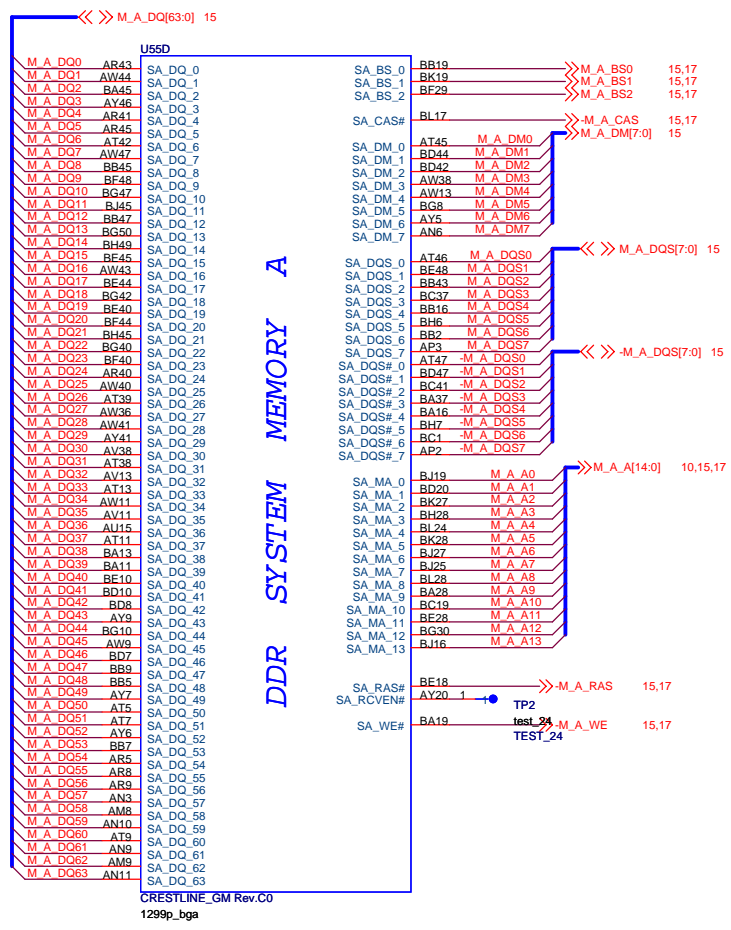 M_A_DQ[63:0] 15
U55D
M_A_DQ0 AR43 SA_DQ_0
M_A_DQ1 AW44 SA_DQ_1
M_A_DQ2 BA45 SA_DQ_2
M_A_DQ3 AY46 SA_DQ_3
M_A_DQ4 AR41 SA_DQ_4
M_A_DQ5 AR45 SA_DQ_5
M_A_DQ6 AT42 SA_DQ_6
M_A_DQ7 AW47 SA_DQ_7
M_A_DQ8 BB45 SA_DQ_8
M_A_DQ9 BF48 SA_DQ_9
M_A_DQ10 BG47 SA_DQ_10
M_A_DQ11 BJ45 SA_DQ_11
M_A_DQ12 BB47 SA_DQ_12
M_A_DQ13 BG50 SA_DQ_13
M_A_DQ14 BH49 SA_DQ_14
M_A_DQ15 BE45 SA_DQ_15
M_A_DQ16 AW43 SA_DQ_16
M_A_DQ17 BE44 SA_DQ_17
M_A_DQ18 BG42 SA_DQ_18
M_A_DQ19 BE40 SA_DQ_19
M_A_DQ20 BF44 SA_DQ_20
M_A_DQ21 BH45 SA_DQ_21
M_A_DQ22 BG40 SA_DQ_22
M_A_DQ23 BF40 SA_DQ_23
M_A_DQ24 AR40 SA_DQ_24
M_A_DQ25 AW40 SA_DQ_25
M_A_DQ26 AT39 SA_DQ_26
M_A_DQ27 AW36 SA_DQ_27
M_A_DQ28 AW41 SA_DQ_28
M_A_DQ29 AY41 SA_DQ_29
M_A_DQ30 AV38 SA_DQ_30
M_A_DQ31 AT38 SA_DQ_31
M_A_DQ32 AV13 SA_DQ_32
M_A_DQ33 AT13 SA_DQ_33
M_A_DQ34 AW11 SA_DQ_34
M_A_DQ35 AV11 SA_DQ_35
M_A_DQ36 AU15 SA_DQ_36
M_A_DQ37 AT11 SA_DQ_37
M_A_DQ38 BA13 SA_DQ_38
M_A_DQ39 BA11 SA_DQ_39
M_A_DQ40 BE10 SA_DQ_40
M_A_DQ41 BD10 SA_DQ_41
M_A_DQ42 BD8 SA_DQ_42
M_A_DQ43 AY9 SA_DQ_43
M_A_DQ44 BG10 SA_DQ_44
M_A_DQ45 AW9 SA_DQ_45
M_A_DQ46 BD7 SA_DQ_46
M_A_DQ47 BB9 SA_DQ_47
M_A_DQ48 BB5 SA_DQ_48
M_A_DQ49 AY7 SA_DQ_49
M_A_DQ50 AT5 SA_DQ_50
M_A_DQ51 AT7 SA_DQ_51
M_A_DQ52 AY6 SA_DQ_52
M_A_DQ53 BB7 SA_DQ_53
M_A_DQ54 AR5 SA_DQ_54
M_A_DQ55 AR8 SA_DQ_55
M_A_DQ56 AR9 SA_DQ_56
M_A_DQ57 AN3 SA_DQ_57
M_A_DQ58 AM8 SA_DQ_58
M_A_DQ59 AN10 SA_DQ_59
M_A_DQ60 AT9 SA_DQ_60
M_A_DQ61 AN9 SA_DQ_61
M_A_DQ62 AM9 SA_DQ_62
M_A_DQ63 AN11 SA_DQ_63
DDR SYSTEM MEMORY A
SA_BS_0 BB19 M_A_BS0 15,17
SA_BS_1 BK19 M_A_BS1 15,17
SA_BS_2 BF29 M_A_BS2 15,17
SA_CAS# BL17 -M_A_CAS 15,17
M_A_DM[7:0] 15
SA_DM_0 AT45 M_A_DM0
SA_DM_1 BD44 M_A_DM1
SA_DM_2 BD42 M_A_DM2
SA_DM_3 AW38 M_A_DM3
SA_DM_4 AW13 M_A_DM4
SA_DM_5 BG8 M_A_DM5
SA_DM_6 AY5 M_A_DM6
SA_DM_7 AN6 M_A_DM7
M_A_DQS[7:0] 15
SA_DQS_0 AT46 M_A_DQS0
SA_DQS_1 BE48 M_A_DQS1
SA_DQS_2 BB43 M_A_DQS2
SA_DQS_3 BC37 M_A_DQS3
SA_DQS_4 BB16 M_A_DQS4
SA_DQS_5 BH6 M_A_DQS5
SA_DQS_6 BB2 M_A_DQS6
SA_DQS_7 AP3 M_A_DQS7
-M_A_DQS[7:0] 15
SA_DQS#_0 AT47 -M_A_DQS0
SA_DQS#_1 BD47 -M_A_DQS1
SA_DQS#_2 BC41 -M_A_DQS2
SA_DQS#_3 BA37 -M_A_DQS3
SA_DQS#_4 BA16 -M_A_DQS4
SA_DQS#_5 BH7 -M_A_DQS5
SA_DQS#_6 BC1 -M_A_DQS6
SA_DQS#_7 AP2 -M_A_DQS7
M_A_A[14:0] 10,15,17
SA_MA_0 BJ19 M_A_A0
SA_MA_1 BD20 M_A_A1
SA_MA_2 BK27 M_A_A2
SA_MA_3 BH28 M_A_A3
SA_MA_4 BL24 M_A_A4
SA_MA_5 BK28 M_A_A5
SA_MA_6 BJ27 M_A_A6
SA_MA_7 BJ25 M_A_A7
SA_MA_8 BL28 M_A_A8
SA_MA_9 BA28 M_A_A9
SA_MA_10 BC19 M_A_A10
SA_MA_11 BE28 M_A_A11
SA_MA_12 BG30 M_A_A12
SA_MA_13 BJ16 M_A_A13
SA_RAS# BE18 -M_A_RAS 15,17
SA_RCVEN# AY20 1 1 TP2
test_24
SA_WE# BA19 -M_A_WE 15,17
TEST_24
CRESTLINE_GM Rev.C0
1299p_bga